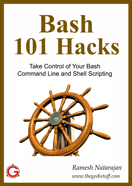 Bash
101 Hacks
Take Control of Your Bash
Command Line and Shell Scripting
G
Ramesh Natarajan
www.thegeekstuff.com